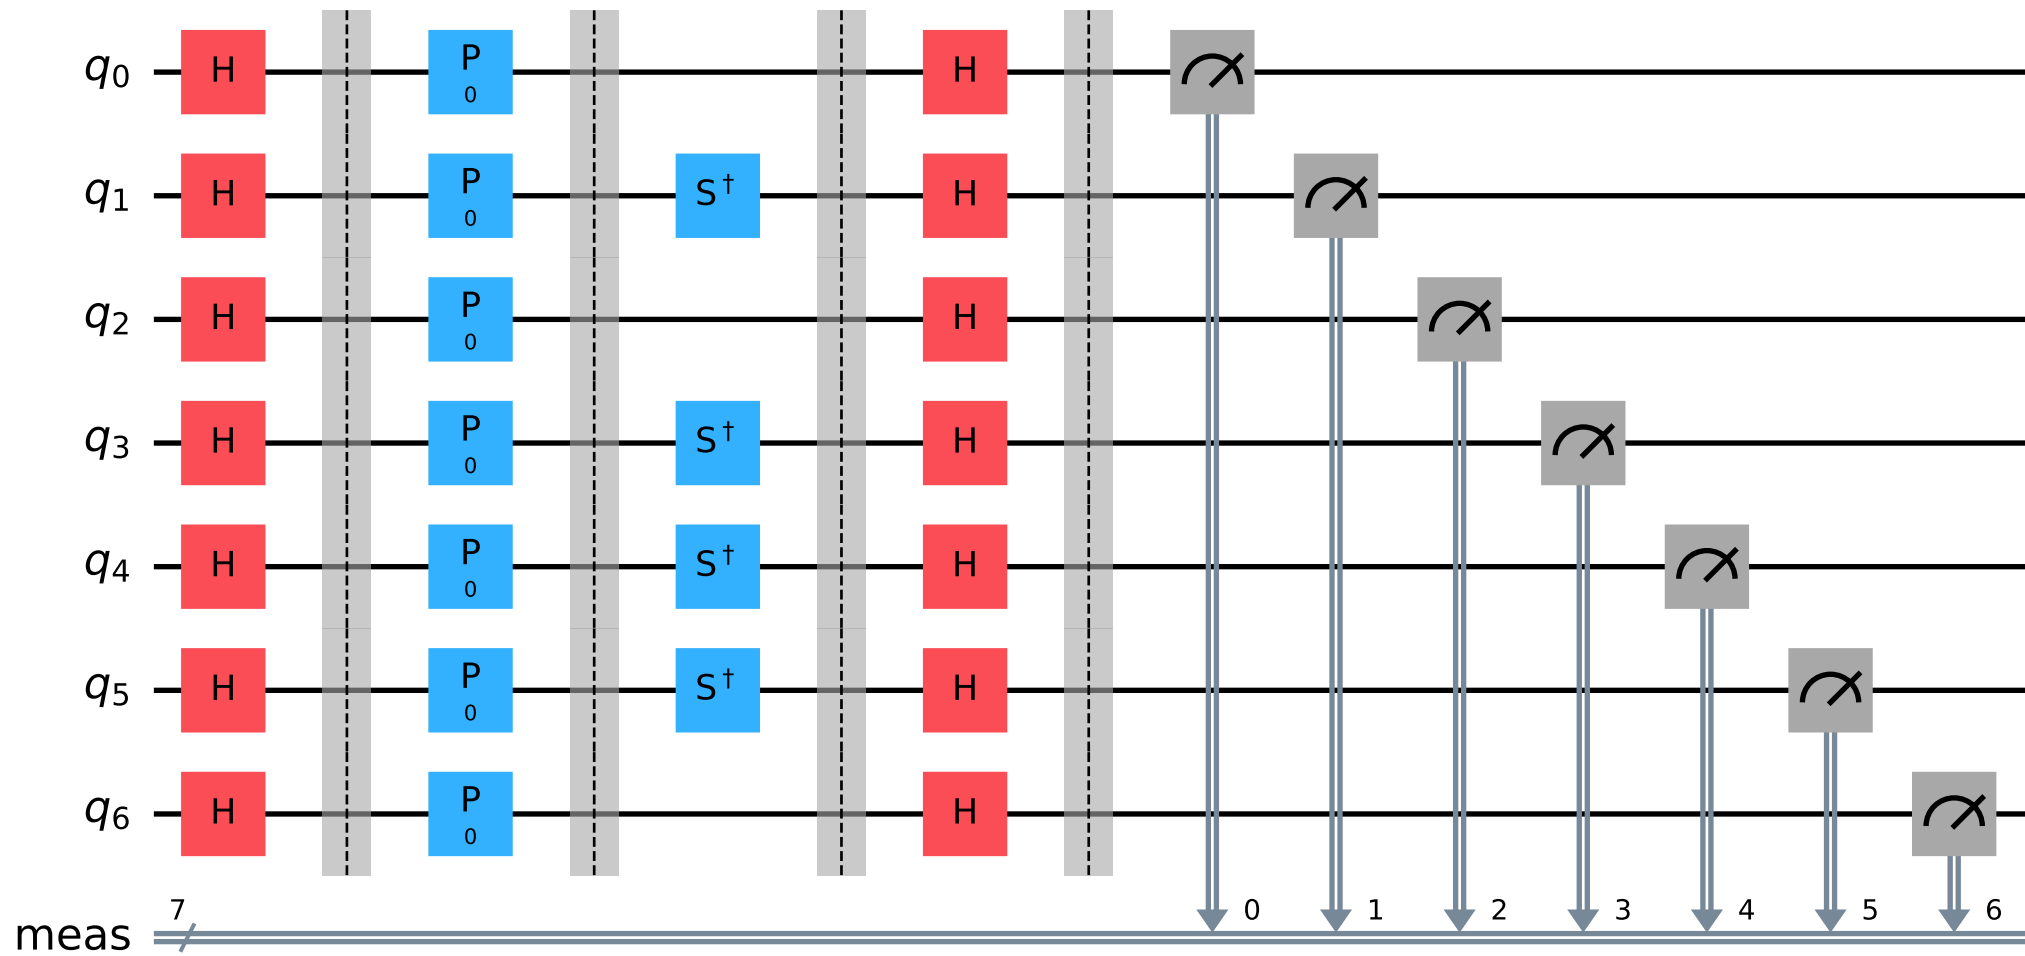 q0 H P 0 H
q1 H P 0 S† H
q2 H P 0 H
q3 H P 0 S† H
q4 H P 0 S† H
q5 H P 0 S† H
q6 H P 0 H
7 0 1 2 3 4 5 6
meas